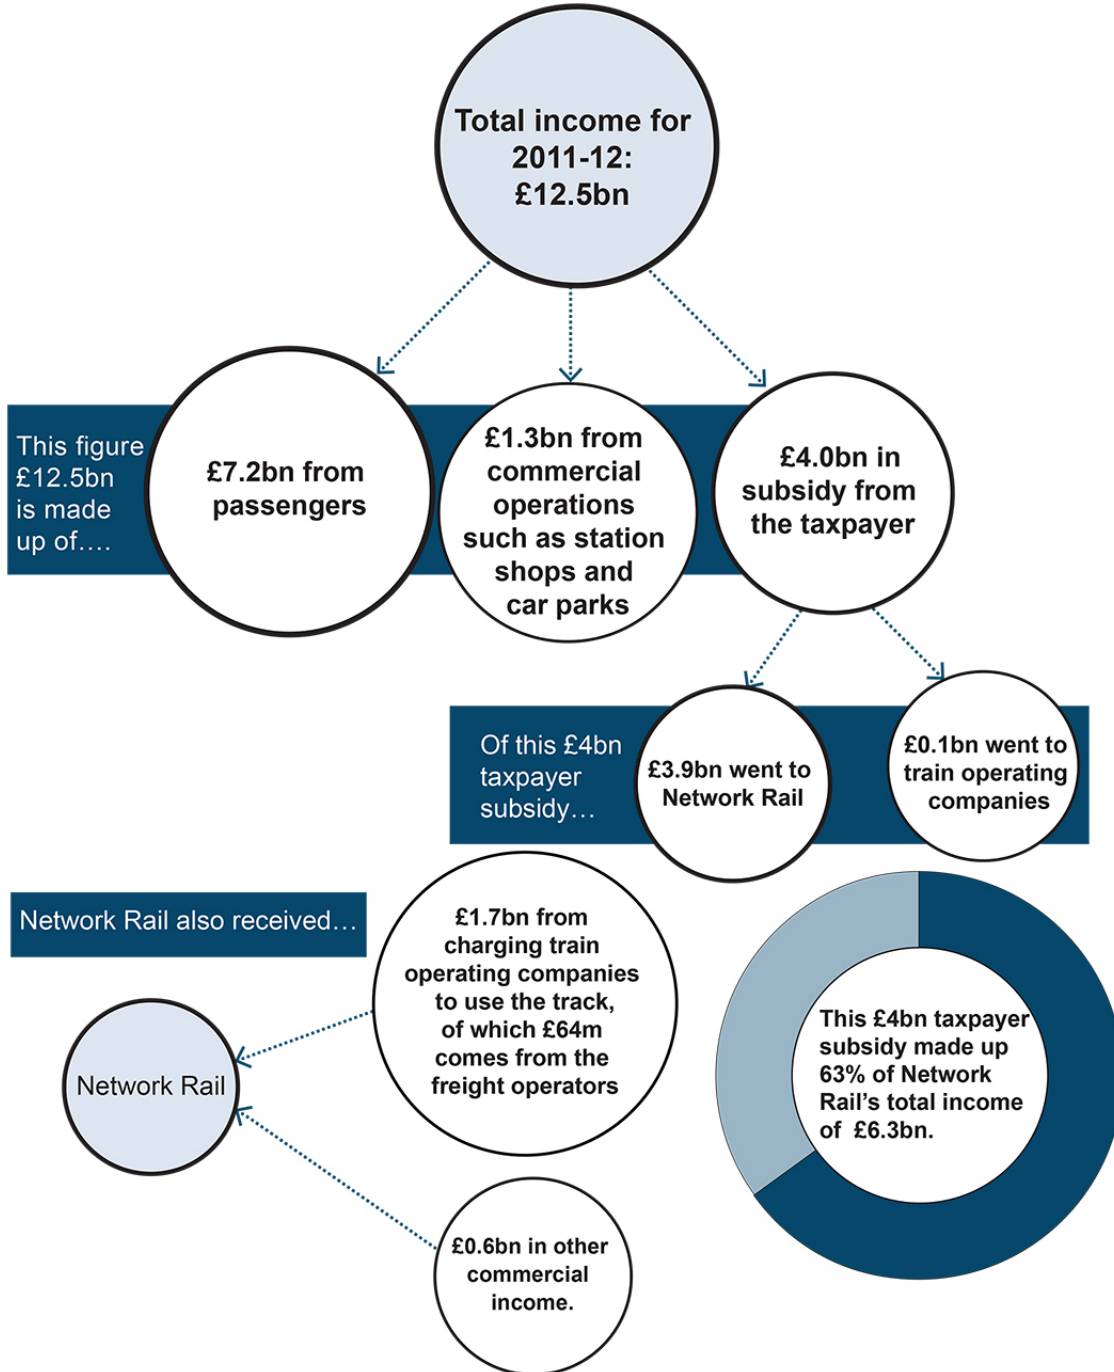 Total income for
2011-12:
£12.5bn
This figure
£12.5bn
is made
up of....
£7.2bn from
passengers
£1.3bn from
commercial
operations
such as station
shops and
car parks
£4.0bn in
subsidy from
the taxpayer
Of this £4bn
taxpayer
subsidy...
£3.9bn went to
Network Rail
£0.1bn went to
train operating
companies
Network Rail also received...
£1.7bn from
charging train
operating companies
to use the track,
of which £64m
comes from the
freight operators
Network Rail
£0.6bn in other
commercial
income.
This £4bn taxpayer
subsidy made up
63% of Network
Rail's total income
of £6.3bn.